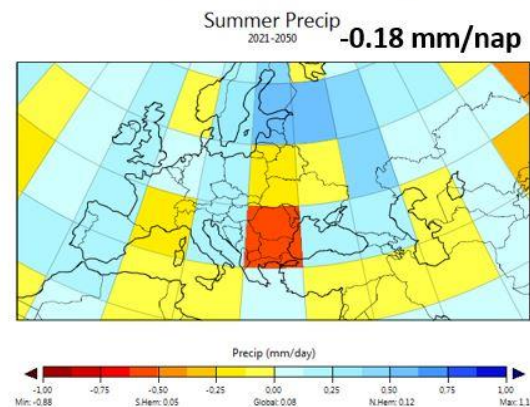 Summer Precip
2021-2050
-0.18 mm/nap
Precip (mm/day)
-1.00 -0.75 -0.50 -0.25 0.00 0.25 0.50 0.75 1.00
Min: -0.88 S.Hem: 0.05 Global: 0.08 N.Hem: 0.12 Max: 1.1